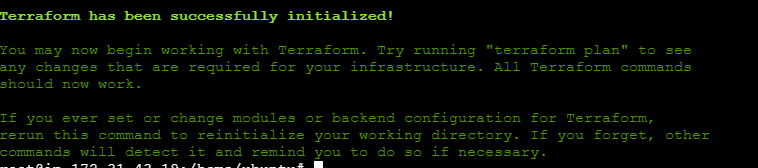 Terraform has been successfully initialized!
You may now begin working with Terraform. Try running "terraform plan" to see
any changes that are required for your infrastructure. All Terraform commands
should now work.
If you ever set or change modules or backend configuration for Terraform,
rerun this command to reinitialize your working directory. If you forget, other
commands will detect it and remind you to do so if necessary.